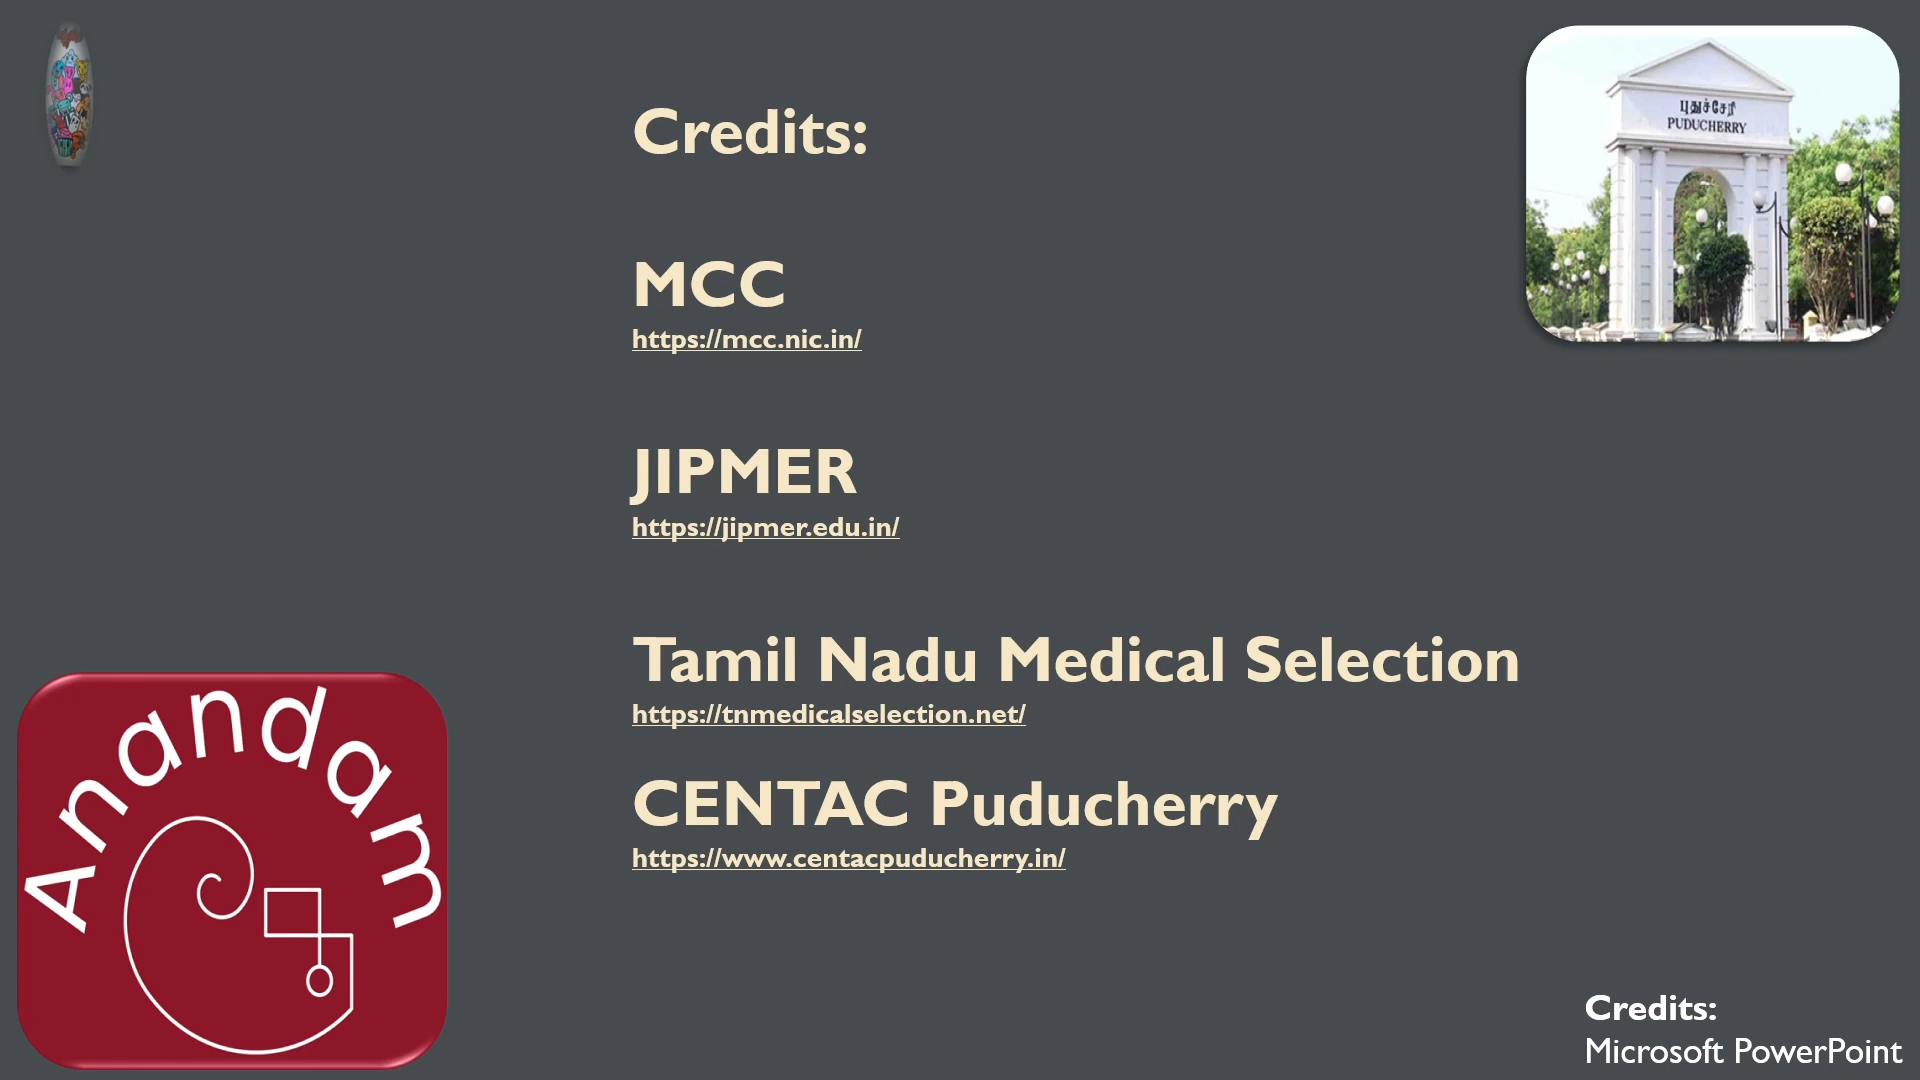 Credits:
புதுச்சேரி
PUDUCHERRY
MCC
https://mcc.nic.in/
JIPMER
https://jipmer.edu.in/
Tamil Nadu Medical Selection
https://tnmedicalselection.net/
CENTAC Puducherry
https://www.centacpuducherry.in/
Anandam
Credits:
Microsoft PowerPoint